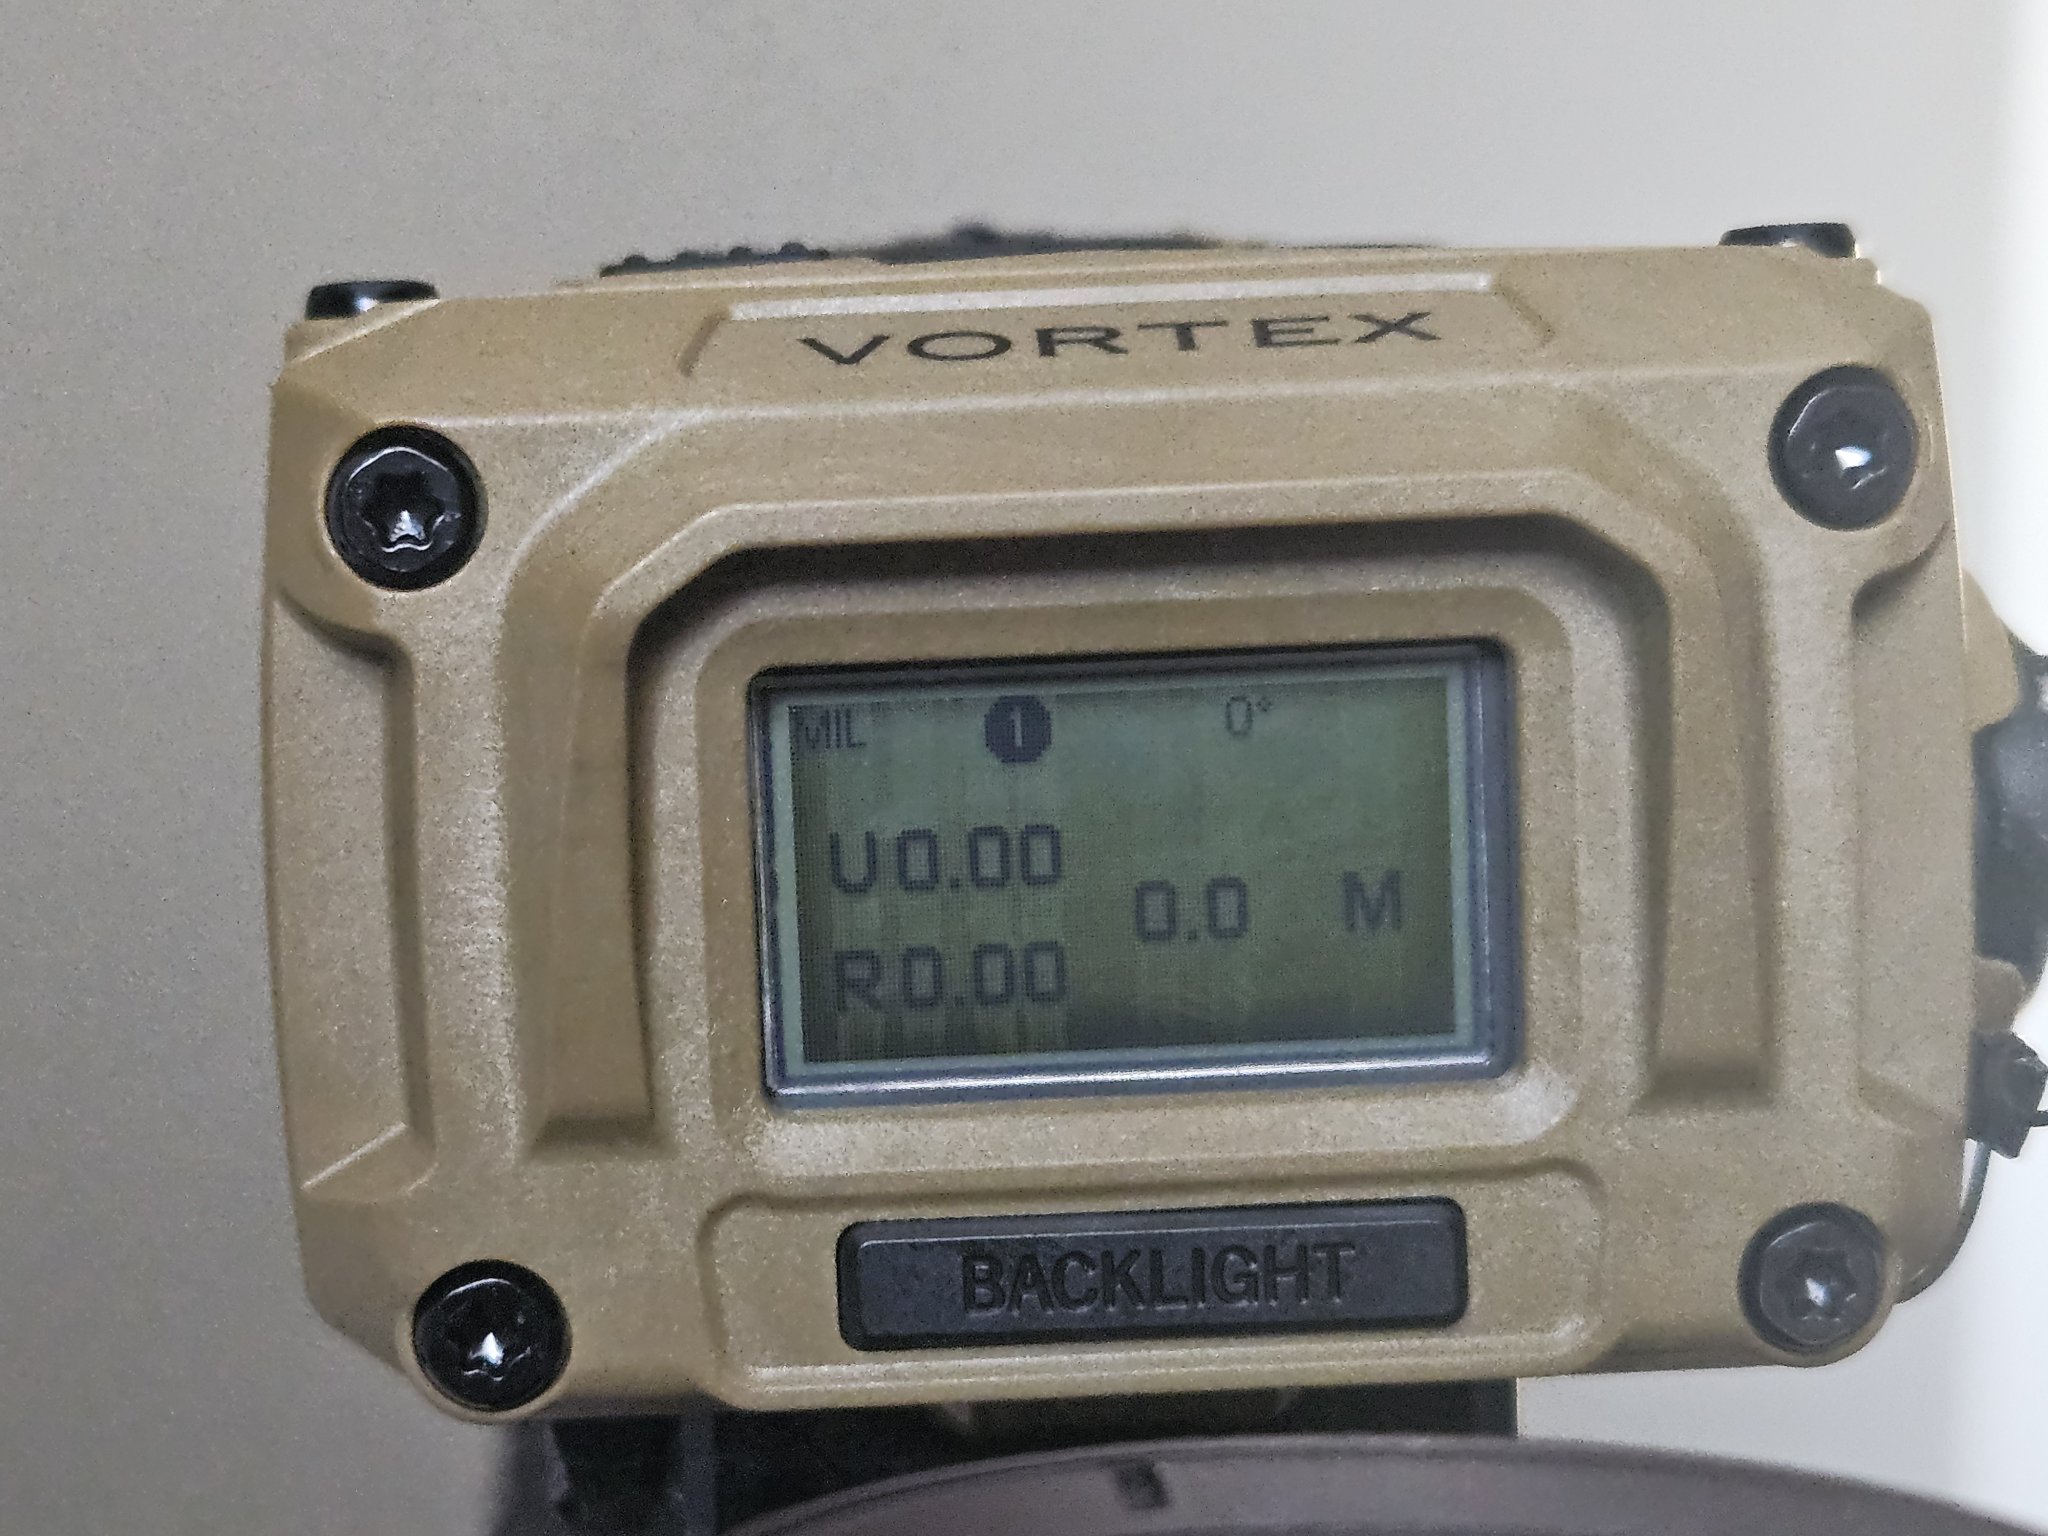 VORTEX
MIL 1 0°
U0.00
0.0 M
R0.00
BACKLIGHT